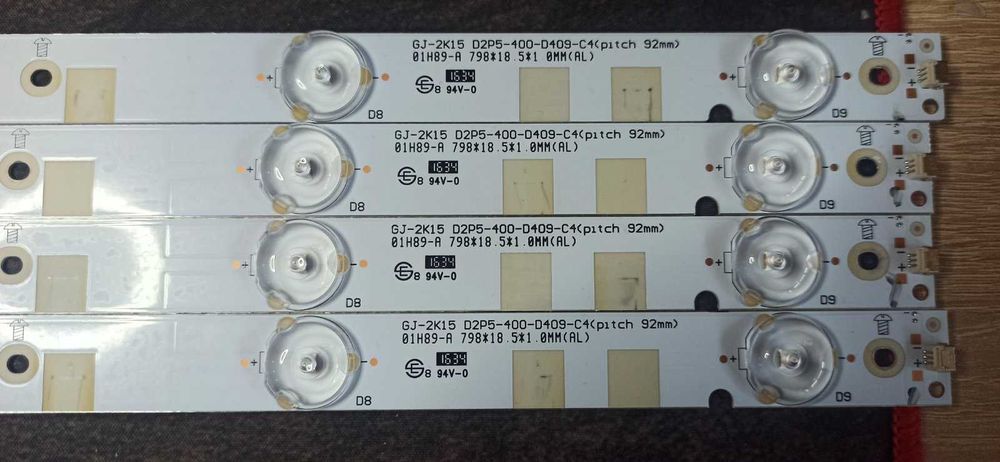 GJ-2K15 D2P5-400-D409-C4(pitch 92mm)
01H89-A 798*18.5*1.0MM(AL)
1634
8 94V-0
D8
D9
GJ-2K15 D2P5-400-D409-C4(pitch 92mm)
01H89-A 798*18.5*1.0MM(AL)
1634
8 94V-0
D8
D9
GJ-2K15 D2P5-400-D409-C4(pitch 92mm)
01H89-A 798*18.5*1.0MM(AL)
1634
8 94V-0
D8
D9
GJ-2K15 D2P5-400-D409-C4(pitch 92mm)
01H89-A 798*18.5*1.0MM(AL)
1634
8 94V-0
D8
D9